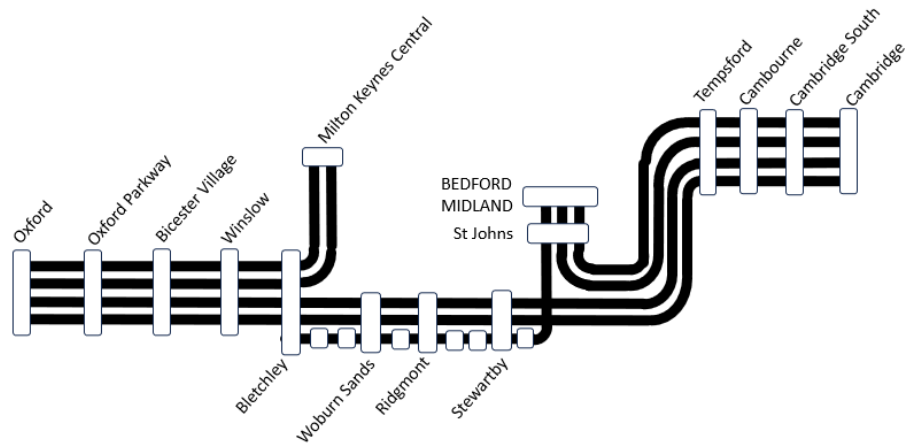 Oxford
Oxford Parkway
Bicester Village
Winslow
Milton Keynes Central
Bletchley
Woburn Sands
Ridgmont
Stewartby
BEDFORD
MIDLAND
St Johns
Tempsford
Cambourne
Cambridge South
Cambridge